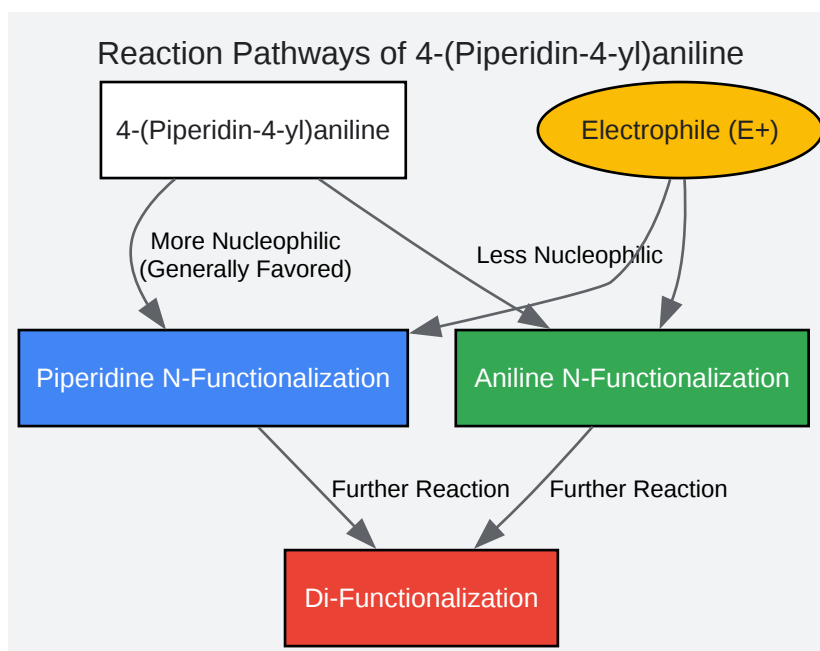 Reaction Pathways of 4-(Piperidin-4-yl)aniline
4-(Piperidin-4-yl)aniline
Electrophile (E+)
More Nucleophilic
(Generally Favored)
Less Nucleophilic
Piperidine N-Functionalization
Aniline N-Functionalization
Further Reaction
Further Reaction
Di-Functionalization